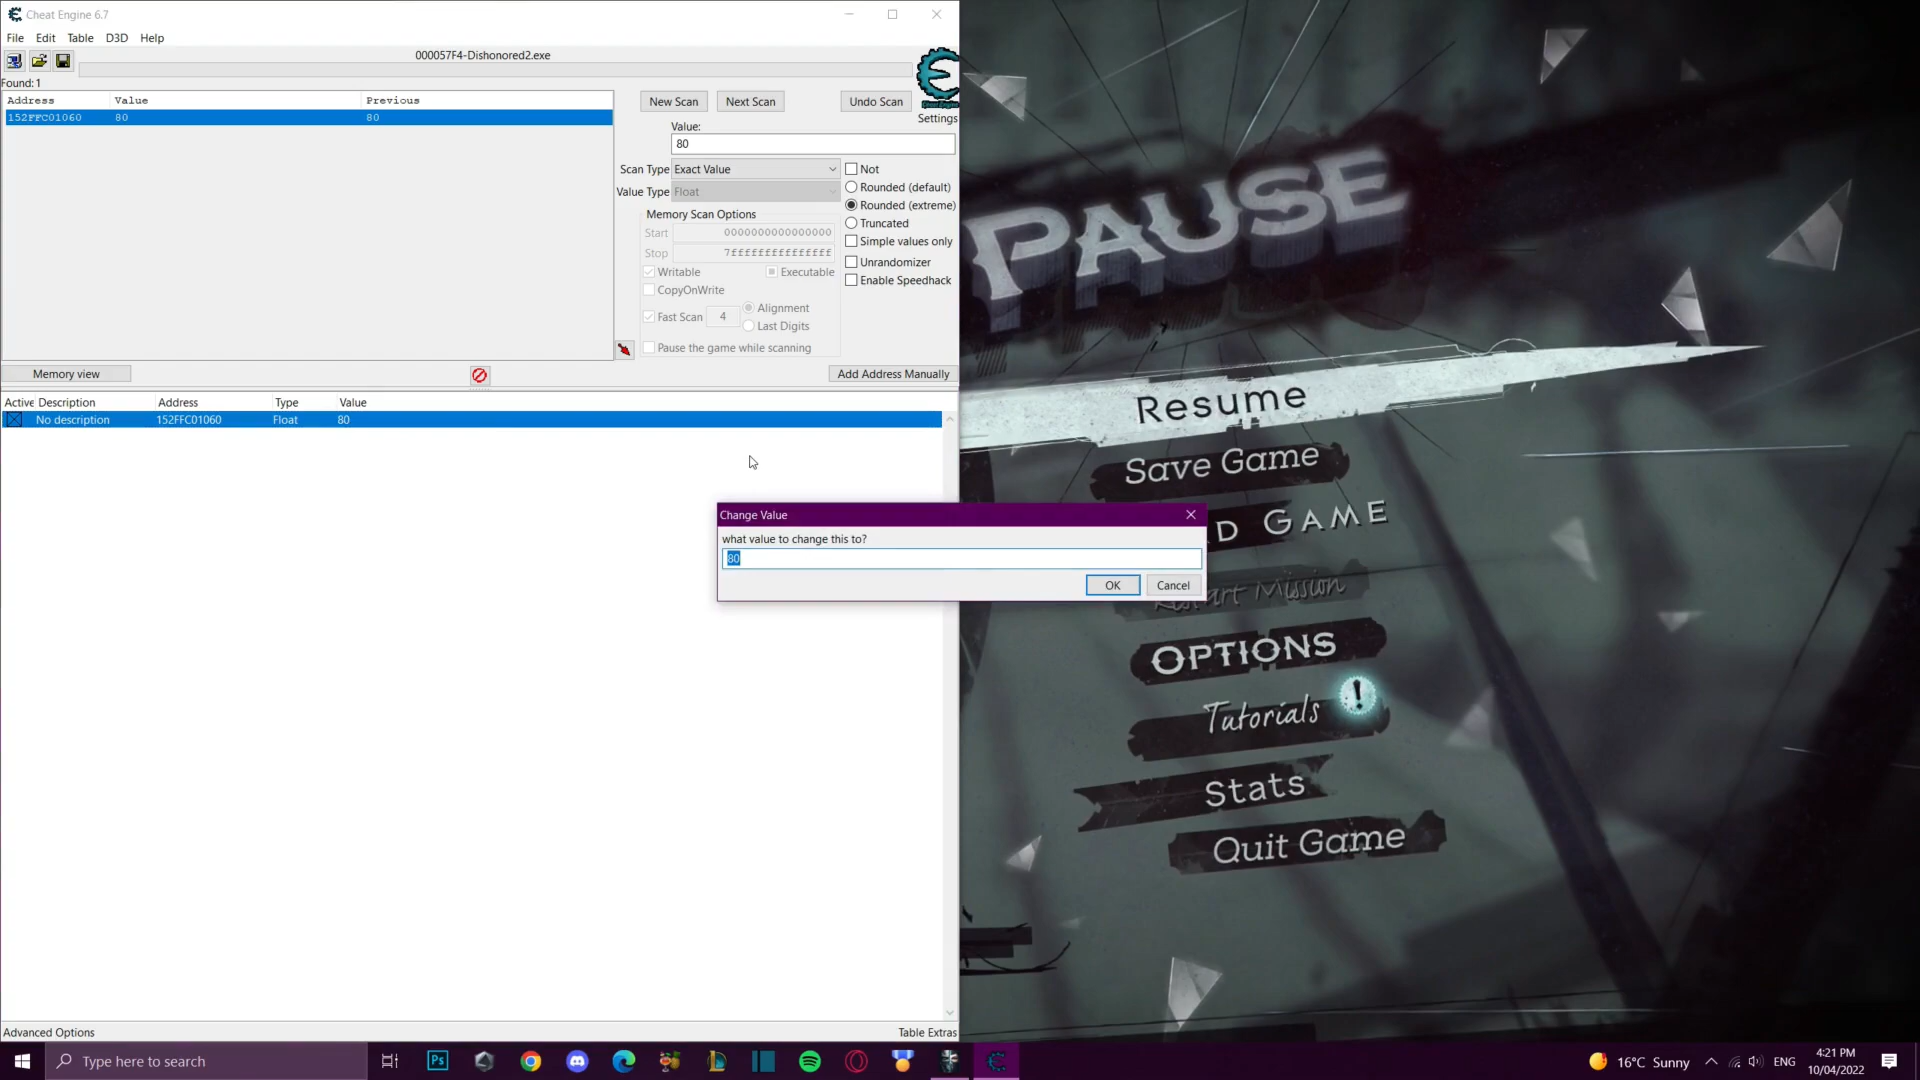 Cheat Engine 6.7
File Edit Table D3D Help
000057F4-Dishonored2.exe
Found: 1
Address Value Previous
152FFC01060 80 80
New Scan Next Scan Undo Scan
Cheat Engine
Settings
Value:
80
Scan Type Exact Value
Value Type Float
Not
Rounded (default)
Rounded (extreme)
Truncated
Simple values only
Unrandomizer
Enable Speedhack
Memory Scan Options
Start 0000000000000000
Stop 7fffffffffffffff
Writable Executable
CopyOnWrite
Fast Scan 4 Alignment
Last Digits
Pause the game while scanning
Memory view
Add Address Manually
Active Description Address Type Value
No description 152FFC01060 Float 80
Change Value
what value to change this to?
80
OK Cancel
PAUSE
Resume
Save Game
D GAME
Restart Mission
OPTIONS
Tutorials !
Stats
Quit Game
Advanced Options Table Extras
Type here to search
Ps
16°C Sunny
ENG
4:21 PM
10/04/2022